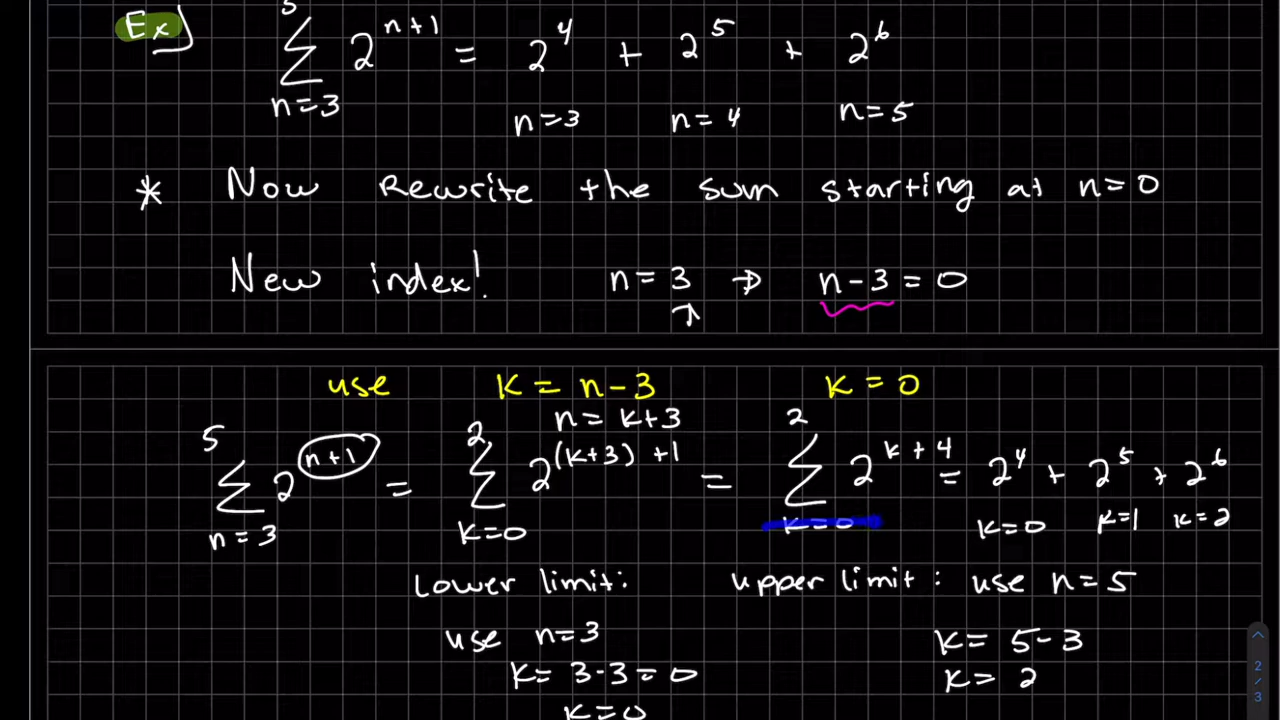 Ex] 5
Σ 2^{n+1} = 2^4 + 2^5 + 2^6
n=3 n=3 n=4 n=5
* Now Rewrite the sum starting at n=0
New index! n=3 → n-3=0
↑
use k=n-3 k=0
n=k+3
5 2 2
Σ 2^{n+1} = Σ 2^{(k+3)+1} = Σ 2^{k+4} = 2^4 + 2^5 + 2^6
n=3 k=0 k=0 k=0 k=1 k=2
Lower limit: upper limit: use n=5
use n=3 k=5-3
k=3-3=0 k=2
k=0
2
/
3